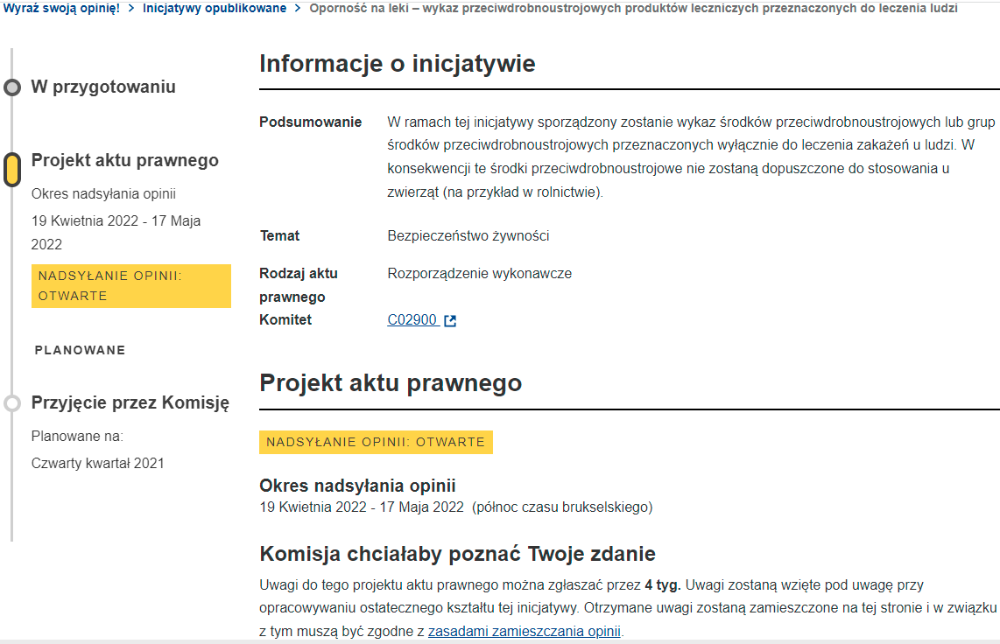 Wyraź swoją opinię! > Inicjatywy opublikowane > Oporność na leki – wykaz przeciwdrobnoustrojowych produktów leczniczych przeznaczonych do leczenia ludzi
W przygotowaniu
Projekt aktu prawnego
Okres nadsyłania opinii
19 Kwietnia 2022 - 17 Maja
2022
NADSYŁANIE OPINII:
OTWARTE
PLANOWANE
Przyjęcie przez Komisję
Planowane na:
Czwarty kwartał 2021
Informacje o inicjatywie
Podsumowanie W ramach tej inicjatywy sporządzony zostanie wykaz środków przeciwdrobnoustrojowych lub grup
środków przeciwdrobnoustrojowych przeznaczonych wyłącznie do leczenia zakażeń u ludzi. W
konsekwencji te środki przeciwdrobnoustrojowe nie zostaną dopuszczone do stosowania u
zwierząt (na przykład w rolnictwie).
Temat Bezpieczeństwo żywności
Rodzaj aktu Rozporządzenie wykonawcze
prawnego
Komitet C02900
Projekt aktu prawnego
NADSYŁANIE OPINII: OTWARTE
Okres nadsyłania opinii
19 Kwietnia 2022 - 17 Maja 2022 (północ czasu brukselskiego)
Komisja chciałaby poznać Twoje zdanie
Uwagi do tego projektu aktu prawnego można zgłaszać przez 4 tyg. Uwagi zostaną wzięte pod uwagę przy
opracowywaniu ostatecznego kształtu tej inicjatywy. Otrzymane uwagi zostaną zamieszczone na tej stronie i w związku
z tym muszą być zgodne z zasadami zamieszczania opinii.